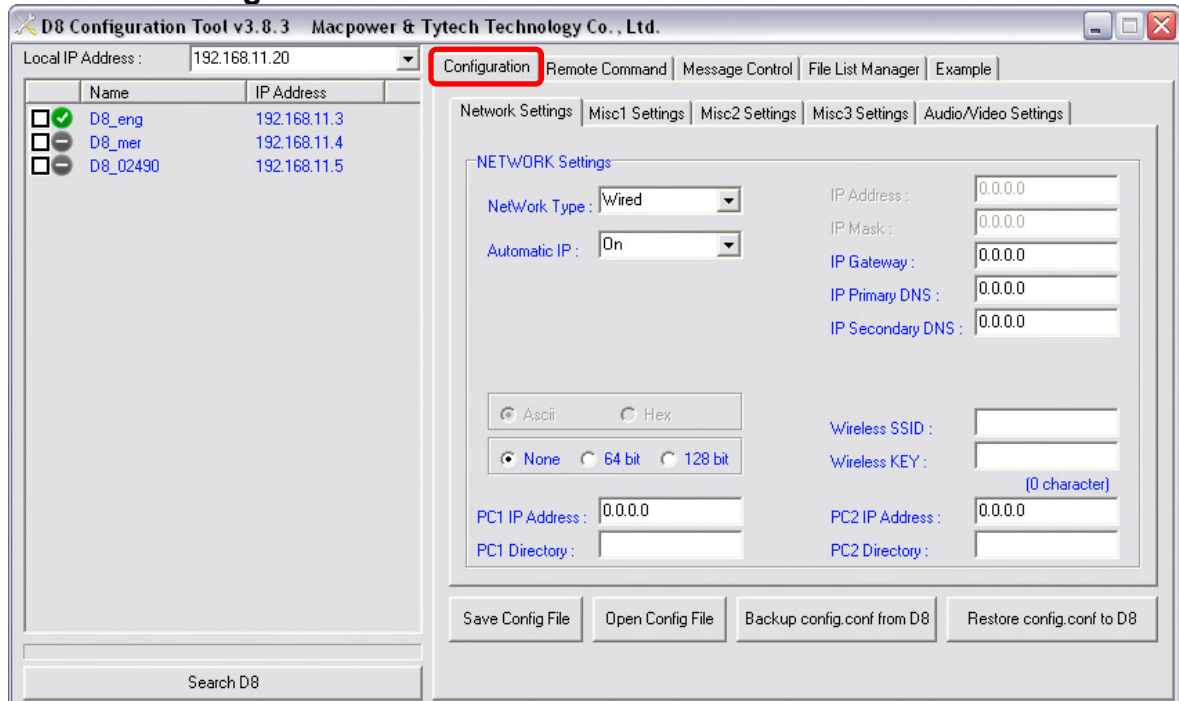 D8 Configuration Tool v3.8.3 Macpower & Tytech Technology Co., Ltd.
Local IP Address : 192.168.11.20
Name IP Address
D8_eng 192.168.11.3
D8_mer 192.168.11.4
D8_02490 192.168.11.5
Search D8
Configuration Remote Command Message Control File List Manager Example
Network Settings Misc1 Settings Misc2 Settings Misc3 Settings Audio/Video Settings
NETWORK Settings
NetWork Type : Wired
Automatic IP : On
IP Address : 0.0.0.0
IP Mask : 0.0.0.0
IP Gateway : 0.0.0.0
IP Primary DNS : 0.0.0.0
IP Secondary DNS : 0.0.0.0
Ascii Hex
None 64 bit 128 bit
Wireless SSID :
Wireless KEY :
(0 character)
PC1 IP Address : 0.0.0.0
PC2 IP Address : 0.0.0.0
PC1 Directory :
PC2 Directory :
Save Config File Open Config File Backup config.conf from D8 Restore config.conf to D8